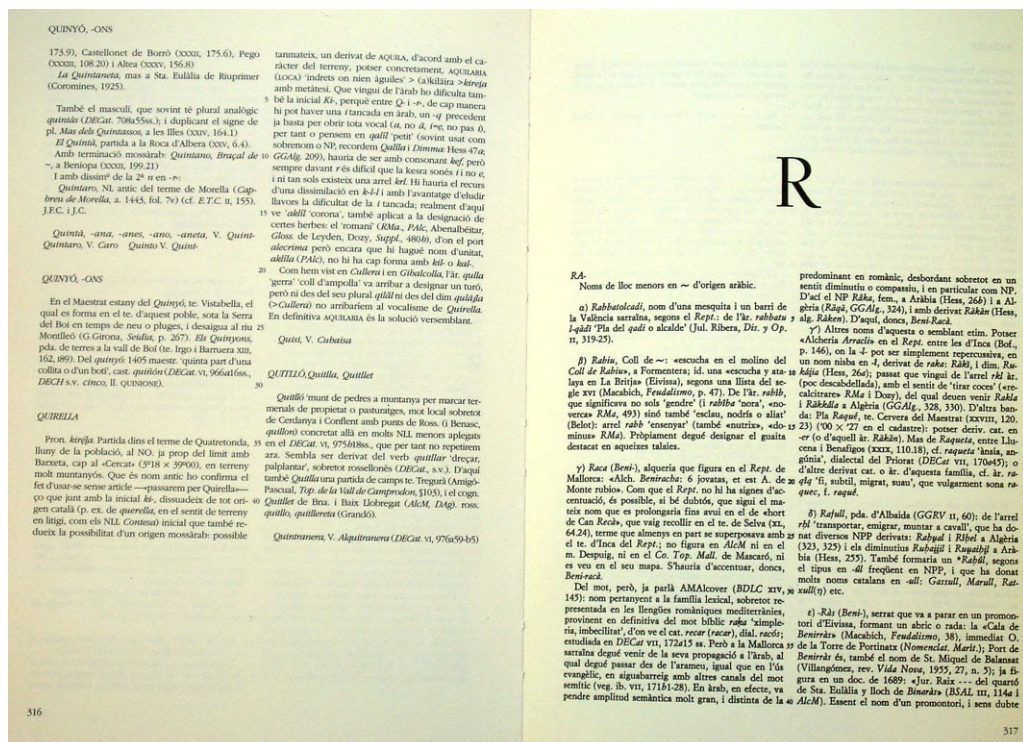 QUINYÓ, -ONS
173.9), Castellonet de Borró (XXXII, 175.6), Pego
(XXXIII, 108.20) i Altea (XXXV, 156.8)
La Quintaneta, mas a Sta. Eulàlia de Riuprimer
(Coromines, 1925).
També el masculí, que sovint té plural analògic
quintàs (DECat. 708a55ss.); i duplicant el signe de
pl. Mas dels Quintassos, a les Illes (XXIV, 164.1)
El Quintà, partida a la Roca d'Albera (XXV, 6.4).
Amb terminació mossàrab: Quintano, Braçal de
~, a Beniopa (XXXII, 199.21)
I amb dissimº de la 2ª n en -r-:
Quintaro, NL antic del terme de Morella (Cap-
breu de Morella, a. 1443, fol. 7v) (cf. E.T.C. II, 155).
J.F.C. i J.C.
Quintà, -ana, -anes, -ano, -aneta, V. Quint-
Quintaro, V. Caro Quinto V. Quint-
QUINYÓ, -ONS
En el Maestrat estany del Quinyó, te. Vistabella, el
qual es forma en el te. d'aquest poble, sota la Serra
del Boi en temps de neu o pluges, i desaigua al riu
Montlleó (G.Girona, Seidia, p. 267). Els Quinyons,
pda. de terres a la vall de Boí (te. Irgo i Barruera XIII,
162, 189). Del quinyó: 1405 maestr. 'quinta part d'una
collita o d'un botí', cast. quiñón (DECat. VI, 966a16ss.,
DECH s.v. cinco, ll. QUINIONE).
QUIRELLA
Pron. kiréļa. Partida dins el terme de Quatretonda,
lluny de la població, al NO. ja prop del límit amb
Barxeta, cap al «Cercat» (3º18 × 39º00), en terreny
molt muntanyós. Que és nom antic ho confirma el
fet d'usar-se sense article —passarem per Quirella—
ço que junt amb la inicial ki-, dissuadeix de tot ori-
gen català (p. ex. de querella, en el sentit de terreny
en litigi, com els NLL Contesa) inicial que també re-
dueix la possibilitat d'un origen mossàrab: possible
tanmateix, un derivat de AQUILA, d'acord amb el ca-
ràcter del terreny, potser concretament, AQUILARIA
(LOCA) 'indrets on nien àguiles' > (a)kiláira > kireja
amb metàtesi. Que vingui de l'àrab ho dificulta tam-
5 bé la inicial Ki-, perquè entre Q- i -r-, de cap manera
hi pot haver una i tancada en àrab, un -q precedent
ja basta per obrir tota vocal (a, no ä, i=e, no pas i),
per tant o pensem en qalīl 'petit' (sovint usat com
sobrenom o NP, recordem Qalīla i Dimma: Hess 47a;
10 GGAlg. 209), hauria de ser amb consonant kef, però
sempre davant r és difícil que la kesra sonés i no e,
i ni tan sols existeix una arrel krl. Hi hauria el recurs
d'una dissimilació en k-l-l i amb l'avantatge d'eludir
llavors la dificultat de la i tancada; realment d'aquí
15 ve 'aklīl 'corona', també aplicat a la designació de
certes herbes: el 'romaní' (RMa., PAlc, Abenalbéitar,
Gloss. de Leyden, Dozy, Suppl., 480b), d'on el port
alecrima però encara que hi hagué nom d'unitat,
aklīla (PAlc), no hi ha cap forma amb kil- o kal-.
20 Com hem vist en Cullera i en Gibalcolla, l'àr. qulla
'gerra' 'coll d'ampolla' va arribar a designar un turó,
però ni des del seu plural qilāl ni des del dim qulájla
(>Cullera) no arribaríem al vocalisme de Quirella.
En definitiva AQUILARIA és la solució versemblant.
25
Quisi, V. Cubaisa
QUITLLÓ, Quitlla, Quitllet
30
Quitlló 'munt de pedres a muntanya per marcar ter-
menals de propietat o pasturatges, mot local sobretot
de Cerdanya i Conflent amb punts de Ross. (i Benasc,
quillon) concretat allà en molts NLL menors aplegats
35 en el DECat. VI, 975b18ss., que per tant no repetirem
ara. Sembla ser derivat del verb quitllar 'dreçar,
palplantar', sobretot rossellonès (DECat., s.v.). D'aquí
també Quitlla una partida de camps te. Tregurà (Amigó-
Pascual, Top. de la Vall de Camprodon, §103), i el cogn.
40 Quitllet de Bna. i Baix Llobregat (AlcM, DAg). ross.
quitllo, quitllereta (Grandó).
Quintranera, V. Alquitranera (DECat. VI, 976a59-b5)
316
R
RA-
Noms de lloc menors en ~ d'origen aràbic.
α) Rabbatolcadi, nom d'una mesquita i un barri de
la València sarraïna, segons el Rept.: de l'àr. rabbatu
l-qāḍī 'Pla del qadi o alcalde' (Jul. Ribera, Dis. y Op.
II, 319-25).
β) Rabiu, Coll de ~: «escucha en el molino del
Coll de Rabiu», a Formentera; id. una «escucha y ata-
laya en La Britja» (Eivissa), segons una llista del se-
gle XVI (Macabich, Feudalismo, p. 47). De l'àr. rabīb,
que significava no sols 'gendre' (i rabība 'nora', «no-
verca» RMa, 493) sinó també 'esclau, nodrís o aliat'
(Belot): arrel rabb 'ensenyar' (també «nutrix», «do-
minus» RMa). Pròpiament degué designar el guaita
destacat en aqueixes talaies.
γ) Raca (Beni-), alqueria que figura en el Rept. de
Mallorca: «Alch. Beniracha: 6 jovatas, et est A. de
Monte rubio». Com que el Rept. no hi ha signes d'ac-
centuació, és possible, si bé dubtós, que sigui el ma-
teix nom que es prolongaria fins avui en el de «hort
de Can Recà», que vaig recollir en el te. de Selva (XL,
64.24), terme que almenys en part se superposava amb
el te. d'Inca del Rept.; no figura en AlcM ni en el
m. Despuig, ni en el Co. Top. Mall. de Mascaró, ni
es veu en el seu mapa. S'hauria d'accentuar, doncs,
Beni-racà.
Del mot, però, ja parlà AMAlcover (BDLC XIV,
145): nom pertanyent a la família lexical, sobretot re-
presentada en les llengües romàniques mediterrànies,
provinent en definitiva del mot bíblic raḳa 'ximple-
ria, imbecilitat', d'on ve el cat. recar (racar), dial. racót;
estudiada en DECat VII, 172a15 ss. Però a la Mallorca
sarraïna degué venir de la seva propagació a l'àrab, al
qual degué passar des de l'arameu, igual que en l'ús
evangèlic, en aiguabarreig amb altres canals del mot
semític (veg. ib. VII, 171b1-28). En àrab, en efecte, va
pendre amplitud semàntica molt gran, i distinta de la
predominant en romànic, desbordant sobretot en un
sentit diminutiu o compassiu, i en particular com NP.
D'ací el NP Rāka, fem., a Aràbia (Hess, 26b) i a Al-
gèria (Rāqā, GGAlg., 324), i amb derivat Rākān (Hess,
5 alg. Rāken). D'aquí, doncs, Beni-Racà.
γ') Altres noms d'aquesta o semblant etim. Potser
«Alcheria Arracli» en el Rept. entre les d'Inca (Bof.,
p. 146), on la -l- pot ser simplement repercussiva, en
un nom nisba en -ī, derivat de raka: Rākī, i dim. Ru-
10 kájia (Hess, 26a); passat que vingui de l'arrel rkl àr.
(poc descabellada), amb el sentit de 'tirar coces' («re-
calcitrare» RMa i Dozy), del qual deuen venir Rakla
i Rākkála a Algèria (GGAlg., 328, 330). D'altra ban-
da: Pla Raquê, te. Cervera del Maestrat (XXVIII, 120.
15 23) ('00 × '27 en el cadastre): potser deriv. cat. en
-er (o d'aquell àr. Rākān). Mas de Raqueta, entre Llu-
cena i Benafigos (XXIX, 110.18), cf. raqueta 'ànsia, an-
gúnia', dialectal del Priorat (DECat VII, 170a45); o
d'altre derivat cat. o àr. d'aquesta família, cf. àr. ra-
20 qīq 'fi, subtil, migrat, suau', que vulgarment sona ra-
quec, f. raqué.
δ) Rafull, pda. d'Albaida (GGRV II, 60): de l'arrel
rḥl 'transportar, emigrar, muntar a cavall', que ha do-
25 nat diversos NPP derivats: Raḥyal i Rīḥel a Algèria
(323, 325) i els diminutius Ruḥajjil i Ruṃaiḥil a Arà-
bia (Hess, 255). També formaria un *Raḥūl, segons
el tipus en -ūl freqüent en NPP, i que ha donat
molts noms catalans en -ull: Gassull, Marull, Rat-
30 xull(η) etc.
ε) -Ràs (Beni-), serrat que va a parar en un promon-
tori d'Eivissa, formant un abric o rada: la «Cala de
Benirràs» (Macabich, Feudalismo, 38), immediat O.
35 de la Torre de Portinatx (Nomenclat. Marít.); Port de
Benirràs és, també el nom de St. Miquel de Balansat
(Villangómez, rev. Vida Nova, 1955, 27, n. 5); ja fi-
gura en un doc. de 1689: «Jur. Raix --- del quartó
de Sta. Eulàlia y lloch de Binaràs» (BSAL III, 114a i
40 AlcM). Essent el nom d'un promontori, i sens dubte
317